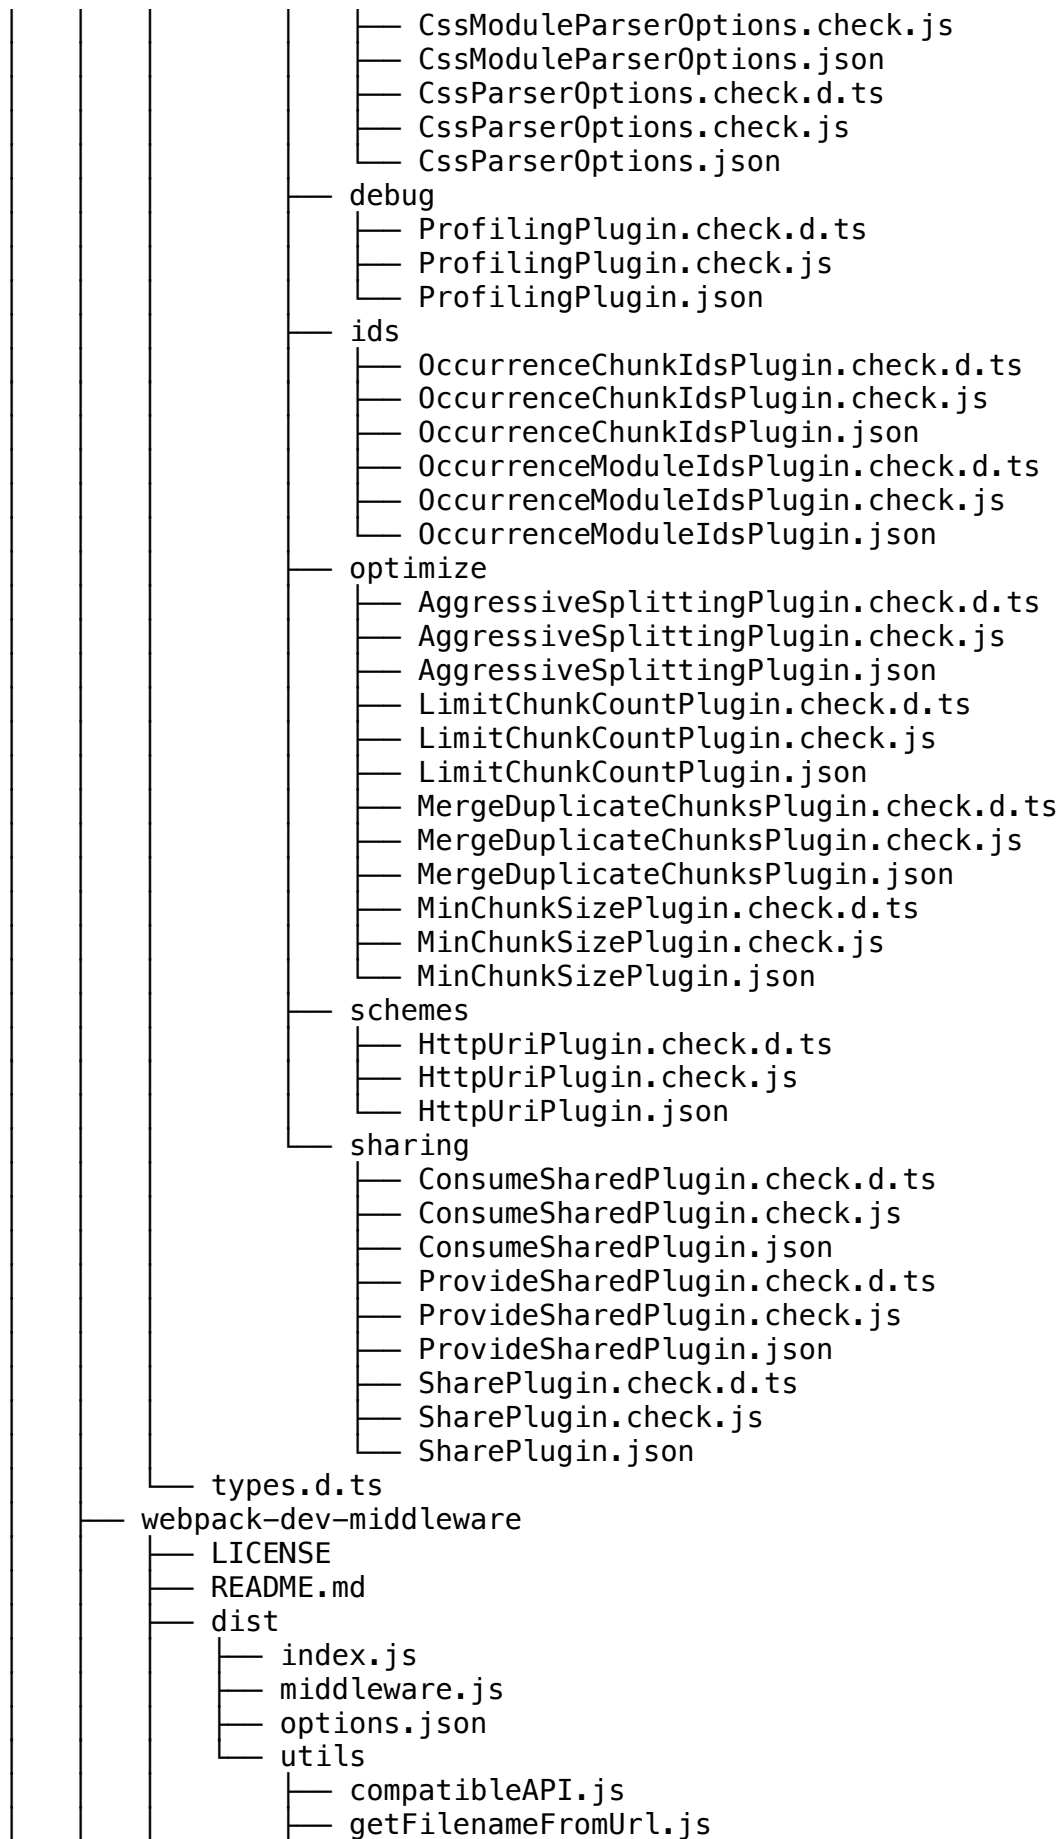 │   │   │       │   ├── CssModuleParserOptions.check.js
│   │   │       │   ├── CssModuleParserOptions.json
│   │   │       │   ├── CssParserOptions.check.d.ts
│   │   │       │   ├── CssParserOptions.check.js
│   │   │       │   └── CssParserOptions.json
│   │   │       ├── debug
│   │   │       │   ├── ProfilingPlugin.check.d.ts
│   │   │       │   ├── ProfilingPlugin.check.js
│   │   │       │   └── ProfilingPlugin.json
│   │   │       ├── ids
│   │   │       │   ├── OccurrenceChunkIdsPlugin.check.d.ts
│   │   │       │   ├── OccurrenceChunkIdsPlugin.check.js
│   │   │       │   ├── OccurrenceChunkIdsPlugin.json
│   │   │       │   ├── OccurrenceModuleIdsPlugin.check.d.ts
│   │   │       │   ├── OccurrenceModuleIdsPlugin.check.js
│   │   │       │   └── OccurrenceModuleIdsPlugin.json
│   │   │       ├── optimize
│   │   │       │   ├── AggressiveSplittingPlugin.check.d.ts
│   │   │       │   ├── AggressiveSplittingPlugin.check.js
│   │   │       │   ├── AggressiveSplittingPlugin.json
│   │   │       │   ├── LimitChunkCountPlugin.check.d.ts
│   │   │       │   ├── LimitChunkCountPlugin.check.js
│   │   │       │   ├── LimitChunkCountPlugin.json
│   │   │       │   ├── MergeDuplicateChunksPlugin.check.d.ts
│   │   │       │   ├── MergeDuplicateChunksPlugin.check.js
│   │   │       │   ├── MergeDuplicateChunksPlugin.json
│   │   │       │   ├── MinChunkSizePlugin.check.d.ts
│   │   │       │   ├── MinChunkSizePlugin.check.js
│   │   │       │   └── MinChunkSizePlugin.json
│   │   │       ├── schemes
│   │   │       │   ├── HttpUriPlugin.check.d.ts
│   │   │       │   ├── HttpUriPlugin.check.js
│   │   │       │   └── HttpUriPlugin.json
│   │   │       └── sharing
│   │   │           ├── ConsumeSharedPlugin.check.d.ts
│   │   │           ├── ConsumeSharedPlugin.check.js
│   │   │           ├── ConsumeSharedPlugin.json
│   │   │           ├── ProvideSharedPlugin.check.d.ts
│   │   │           ├── ProvideSharedPlugin.check.js
│   │   │           ├── ProvideSharedPlugin.json
│   │   │           ├── SharePlugin.check.d.ts
│   │   │           ├── SharePlugin.check.js
│   │   │           └── SharePlugin.json
│   │   └── types.d.ts
│   ├── webpack-dev-middleware
│   │   ├── LICENSE
│   │   ├── README.md
│   │   ├── dist
│   │   │   ├── index.js
│   │   │   ├── middleware.js
│   │   │   ├── options.json
│   │   │   └── utils
│   │   │       ├── compatibleAPI.js
│   │   │       ├── getFilenameFromUrl.js